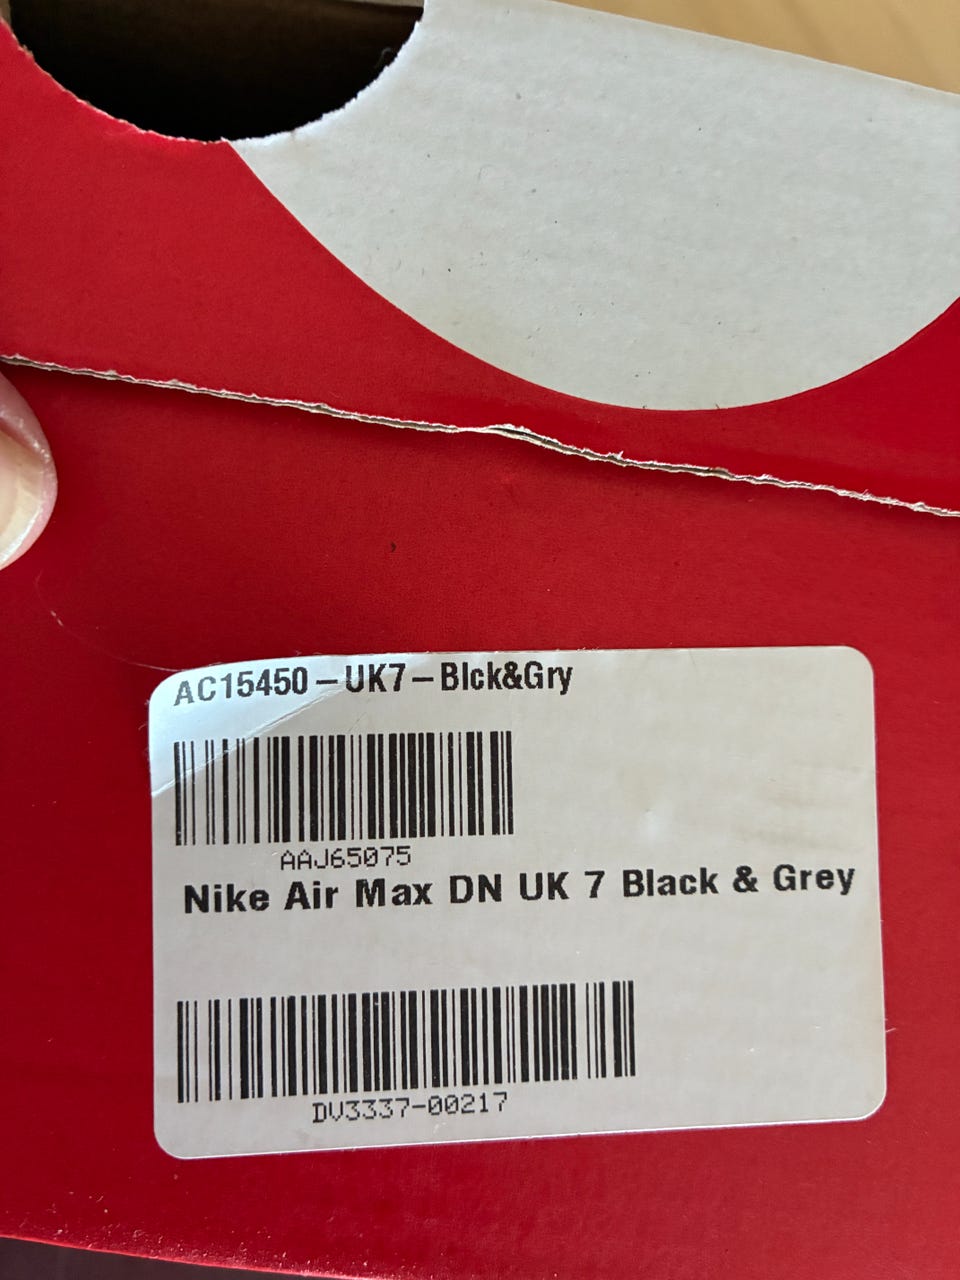 AC15450 – UK7 – Blck&Gry
AAJ65075
Nike Air Max DN UK 7 Black & Grey
DV3337-00217